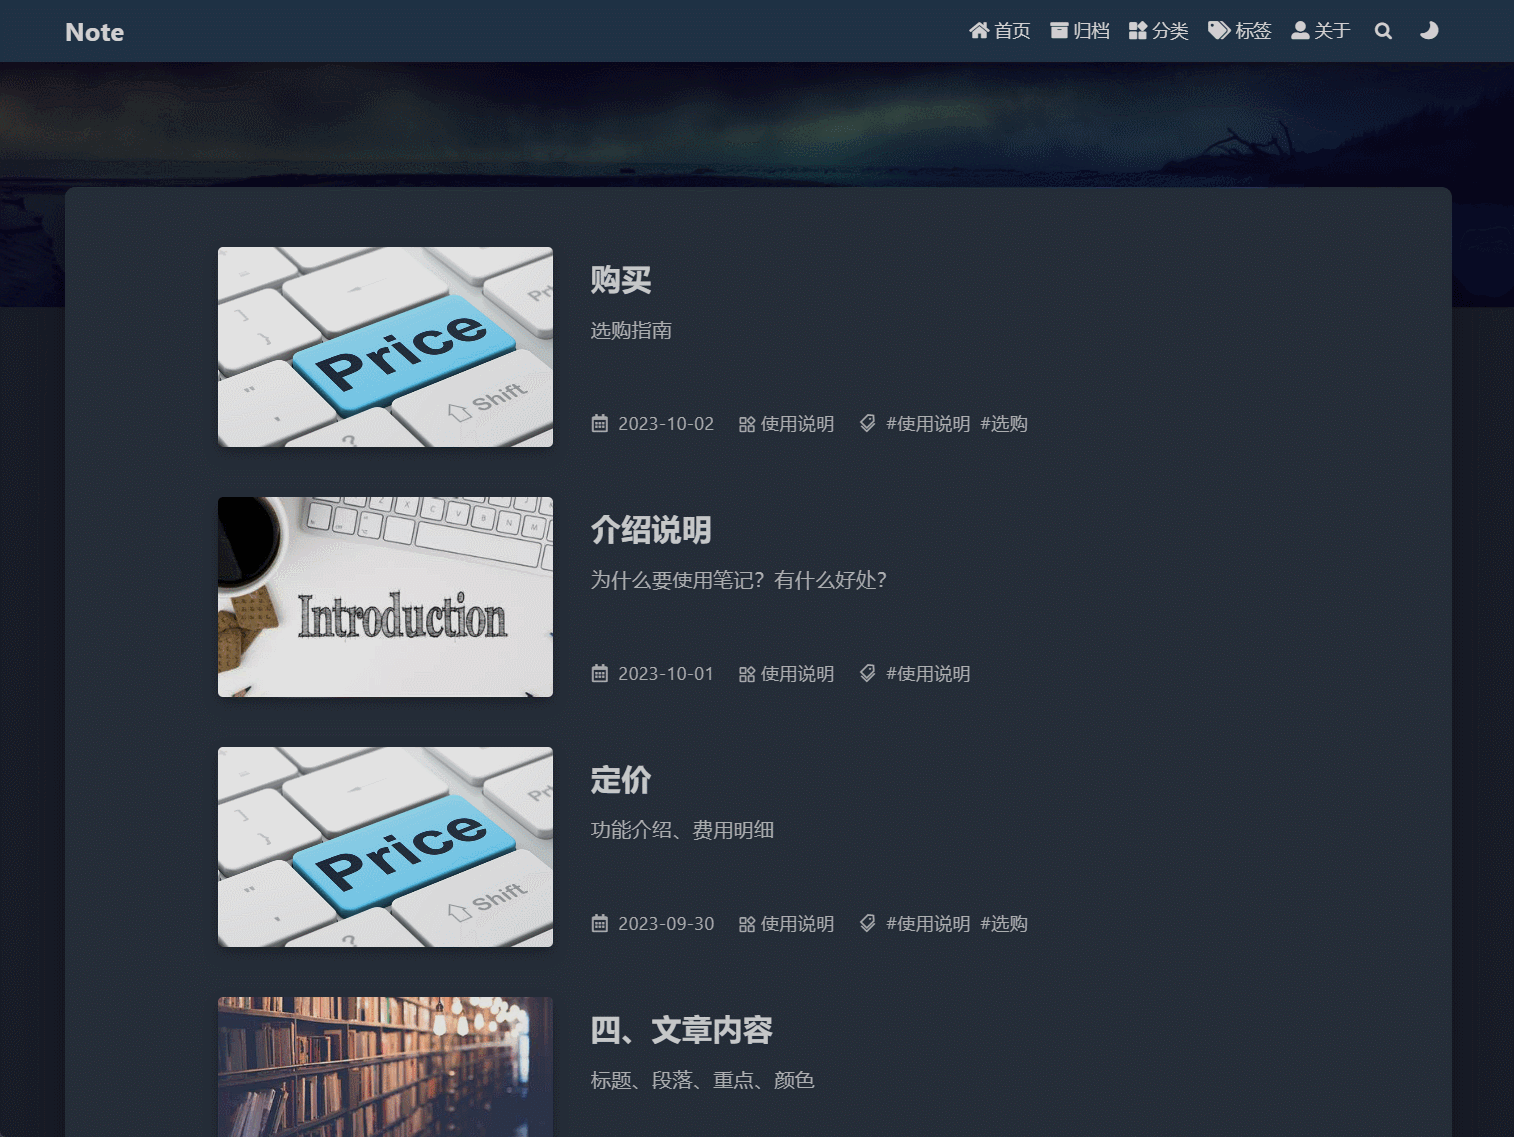 Note
首页 归档 分类 标签 关于
Price
Shift
购买
选购指南
2023-10-02 使用说明 #使用说明 #选购
Introduction
介绍说明
为什么要使用笔记？有什么好处？
2023-10-01 使用说明 #使用说明
Price
Shift
定价
功能介绍、费用明细
2023-09-30 使用说明 #使用说明 #选购
四、文章内容
标题、段落、重点、颜色